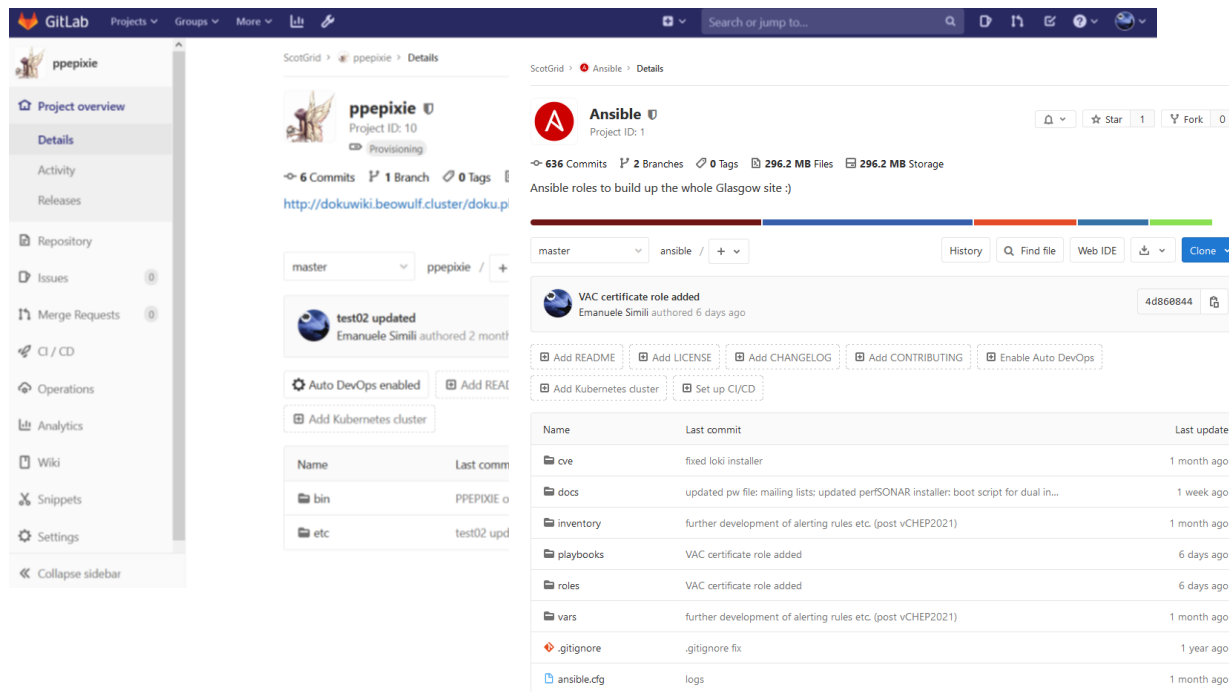 GitLab Projects Groups More Search or jump to...
ppepixie
Project overview
Details
Activity
Releases
Repository
Issues 0
Merge Requests 0
CI / CD
Operations
Analytics
Wiki
Snippets
Settings
Collapse sidebar
ScotGrid > ppepixie > Details
ppepixie
Project ID: 10
Provisioning
6 Commits 1 Branch 0 Tags
http://dokuwiki.beowulf.cluster/doku.p
master ppepixie / +
test02 updated
Emanuele Simili authored 2 month
Auto DevOps enabled Add READ
Add Kubernetes cluster
Name Last comm
bin PPEPIXIE o
etc test02 upd
ScotGrid > Ansible > Details
Ansible
Project ID: 1
Star 1 Fork 0
636 Commits 2 Branches 0 Tags 296.2 MB Files 296.2 MB Storage
Ansible roles to build up the whole Glasgow site :)
master ansible / + History Find file Web IDE Clone
VAC certificate role added
Emanuele Simili authored 6 days ago
4d860844
Add README Add LICENSE Add CHANGELOG Add CONTRIBUTING Enable Auto DevOps
Add Kubernetes cluster Set up CI/CD
Name Last commit Last update
cve fixed loki installer 1 month ago
docs updated pw file: mailing lists: updated perfSONAR installer: boot script for dual in... 1 week ago
inventory further development of alerting rules etc. (post vCHEP2021) 1 month ago
playbooks VAC certificate role added 6 days ago
roles VAC certificate role added 6 days ago
vars further development of alerting rules etc. (post vCHEP2021) 1 month ago
.gitignore .gitignore fix 1 year ago
ansible.cfg logs 1 month ago